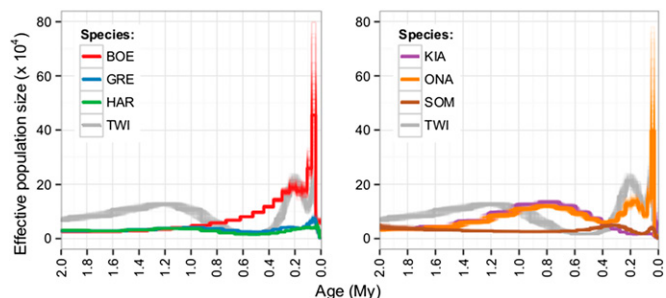 Effective population size (x 10⁴)
80
60
40
20
0
Species:
BOE
GRE
HAR
TWI
2.0
1.8
1.6
1.4
1.2
1.0
0.8
0.6
0.4
0.2
0.0
80
60
40
20
0
Species:
KIA
ONA
SOM
TWI
2.0
1.8
1.6
1.4
1.2
1.0
0.8
0.6
0.4
0.2
0.0
Age (My)